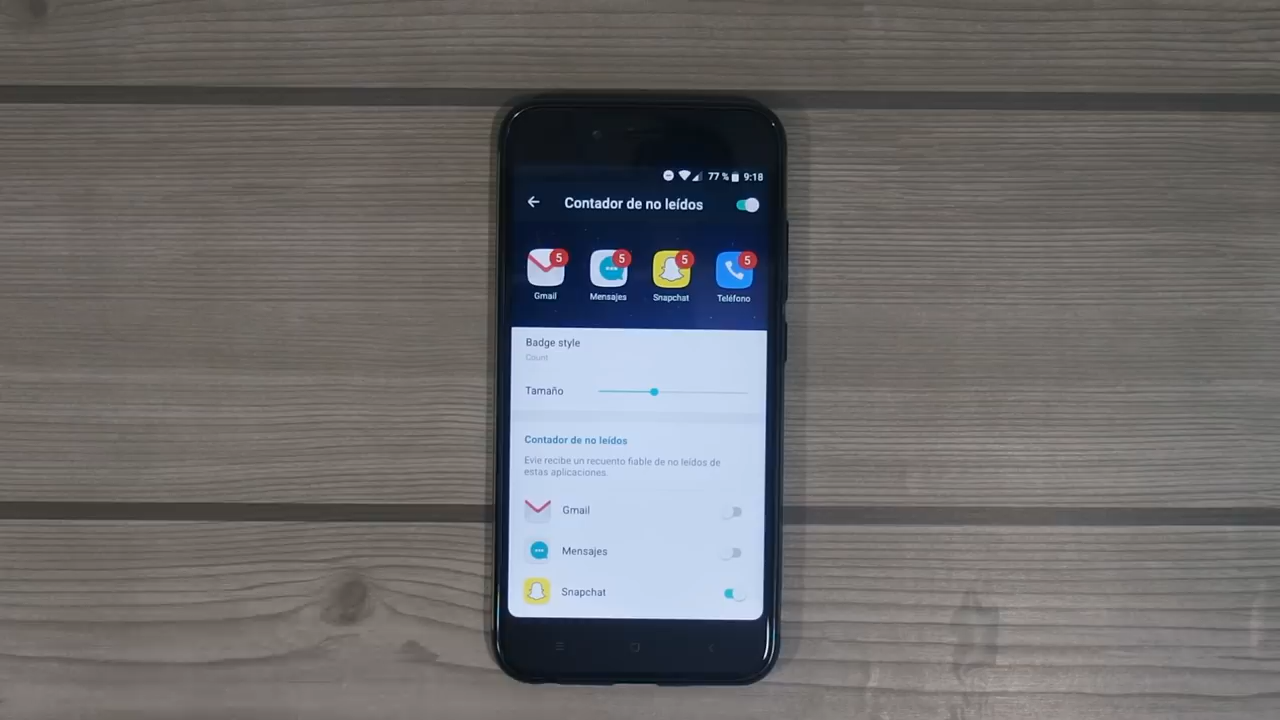 77 % 9:18
Contador de no leídos
5 5 5 5
Gmail Mensajes Snapchat Teléfono
Badge style
Count
Tamaño
Contador de no leídos
Evie recibe un recuento fiable de no leídos de
estas aplicaciones.
Gmail
Mensajes
Snapchat